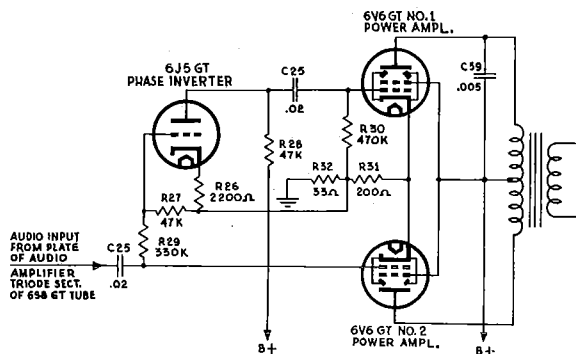 6V6 GT NO.1
POWER AMPL.
6J5 GT
PHASE INVERTER
C25
.02
C59
.005
R28
47K
R30
470K
R32
33Ω
R31
200Ω
R26
2200Ω
R27
47K
R29
330K
AUDIO INPUT
FROM PLATE
OF AUDIO
AMPLIFIER
TRIODE SECT.
OF 6S8 GT TUBE
C25
.02
B+
6V6 GT NO.2
POWER AMPL.
B+